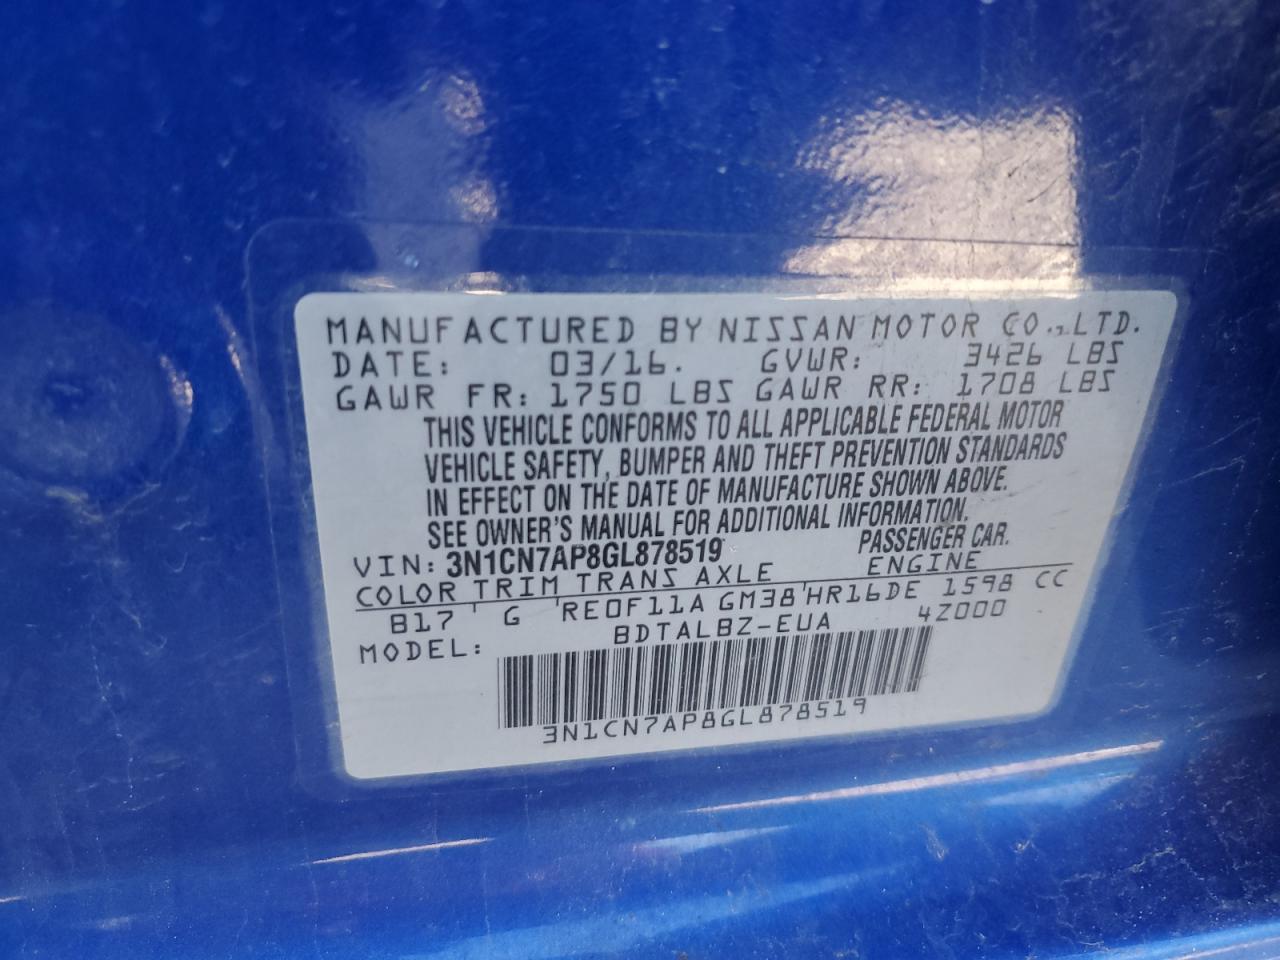 MANUFACTURED BY NISSAN MOTOR CO.,LTD.
DATE: 03/16. GVWR: 3426 LBS
GAWR FR: 1750 LBS GAWR RR: 1708 LBS
THIS VEHICLE CONFORMS TO ALL APPLICABLE FEDERAL MOTOR
VEHICLE SAFETY, BUMPER AND THEFT PREVENTION STANDARDS
IN EFFECT ON THE DATE OF MANUFACTURE SHOWN ABOVE.
SEE OWNER'S MANUAL FOR ADDITIONAL INFORMATION.
VIN: 3N1CN7AP8GL878519 PASSENGER CAR.
COLOR TRIM TRANS AXLE ENGINE
B17 G RE0F11A GM38 HR16DE 1598 CC
MODEL: BDTALBZ-EUA 4Z000
3N1CN7AP8GL878519